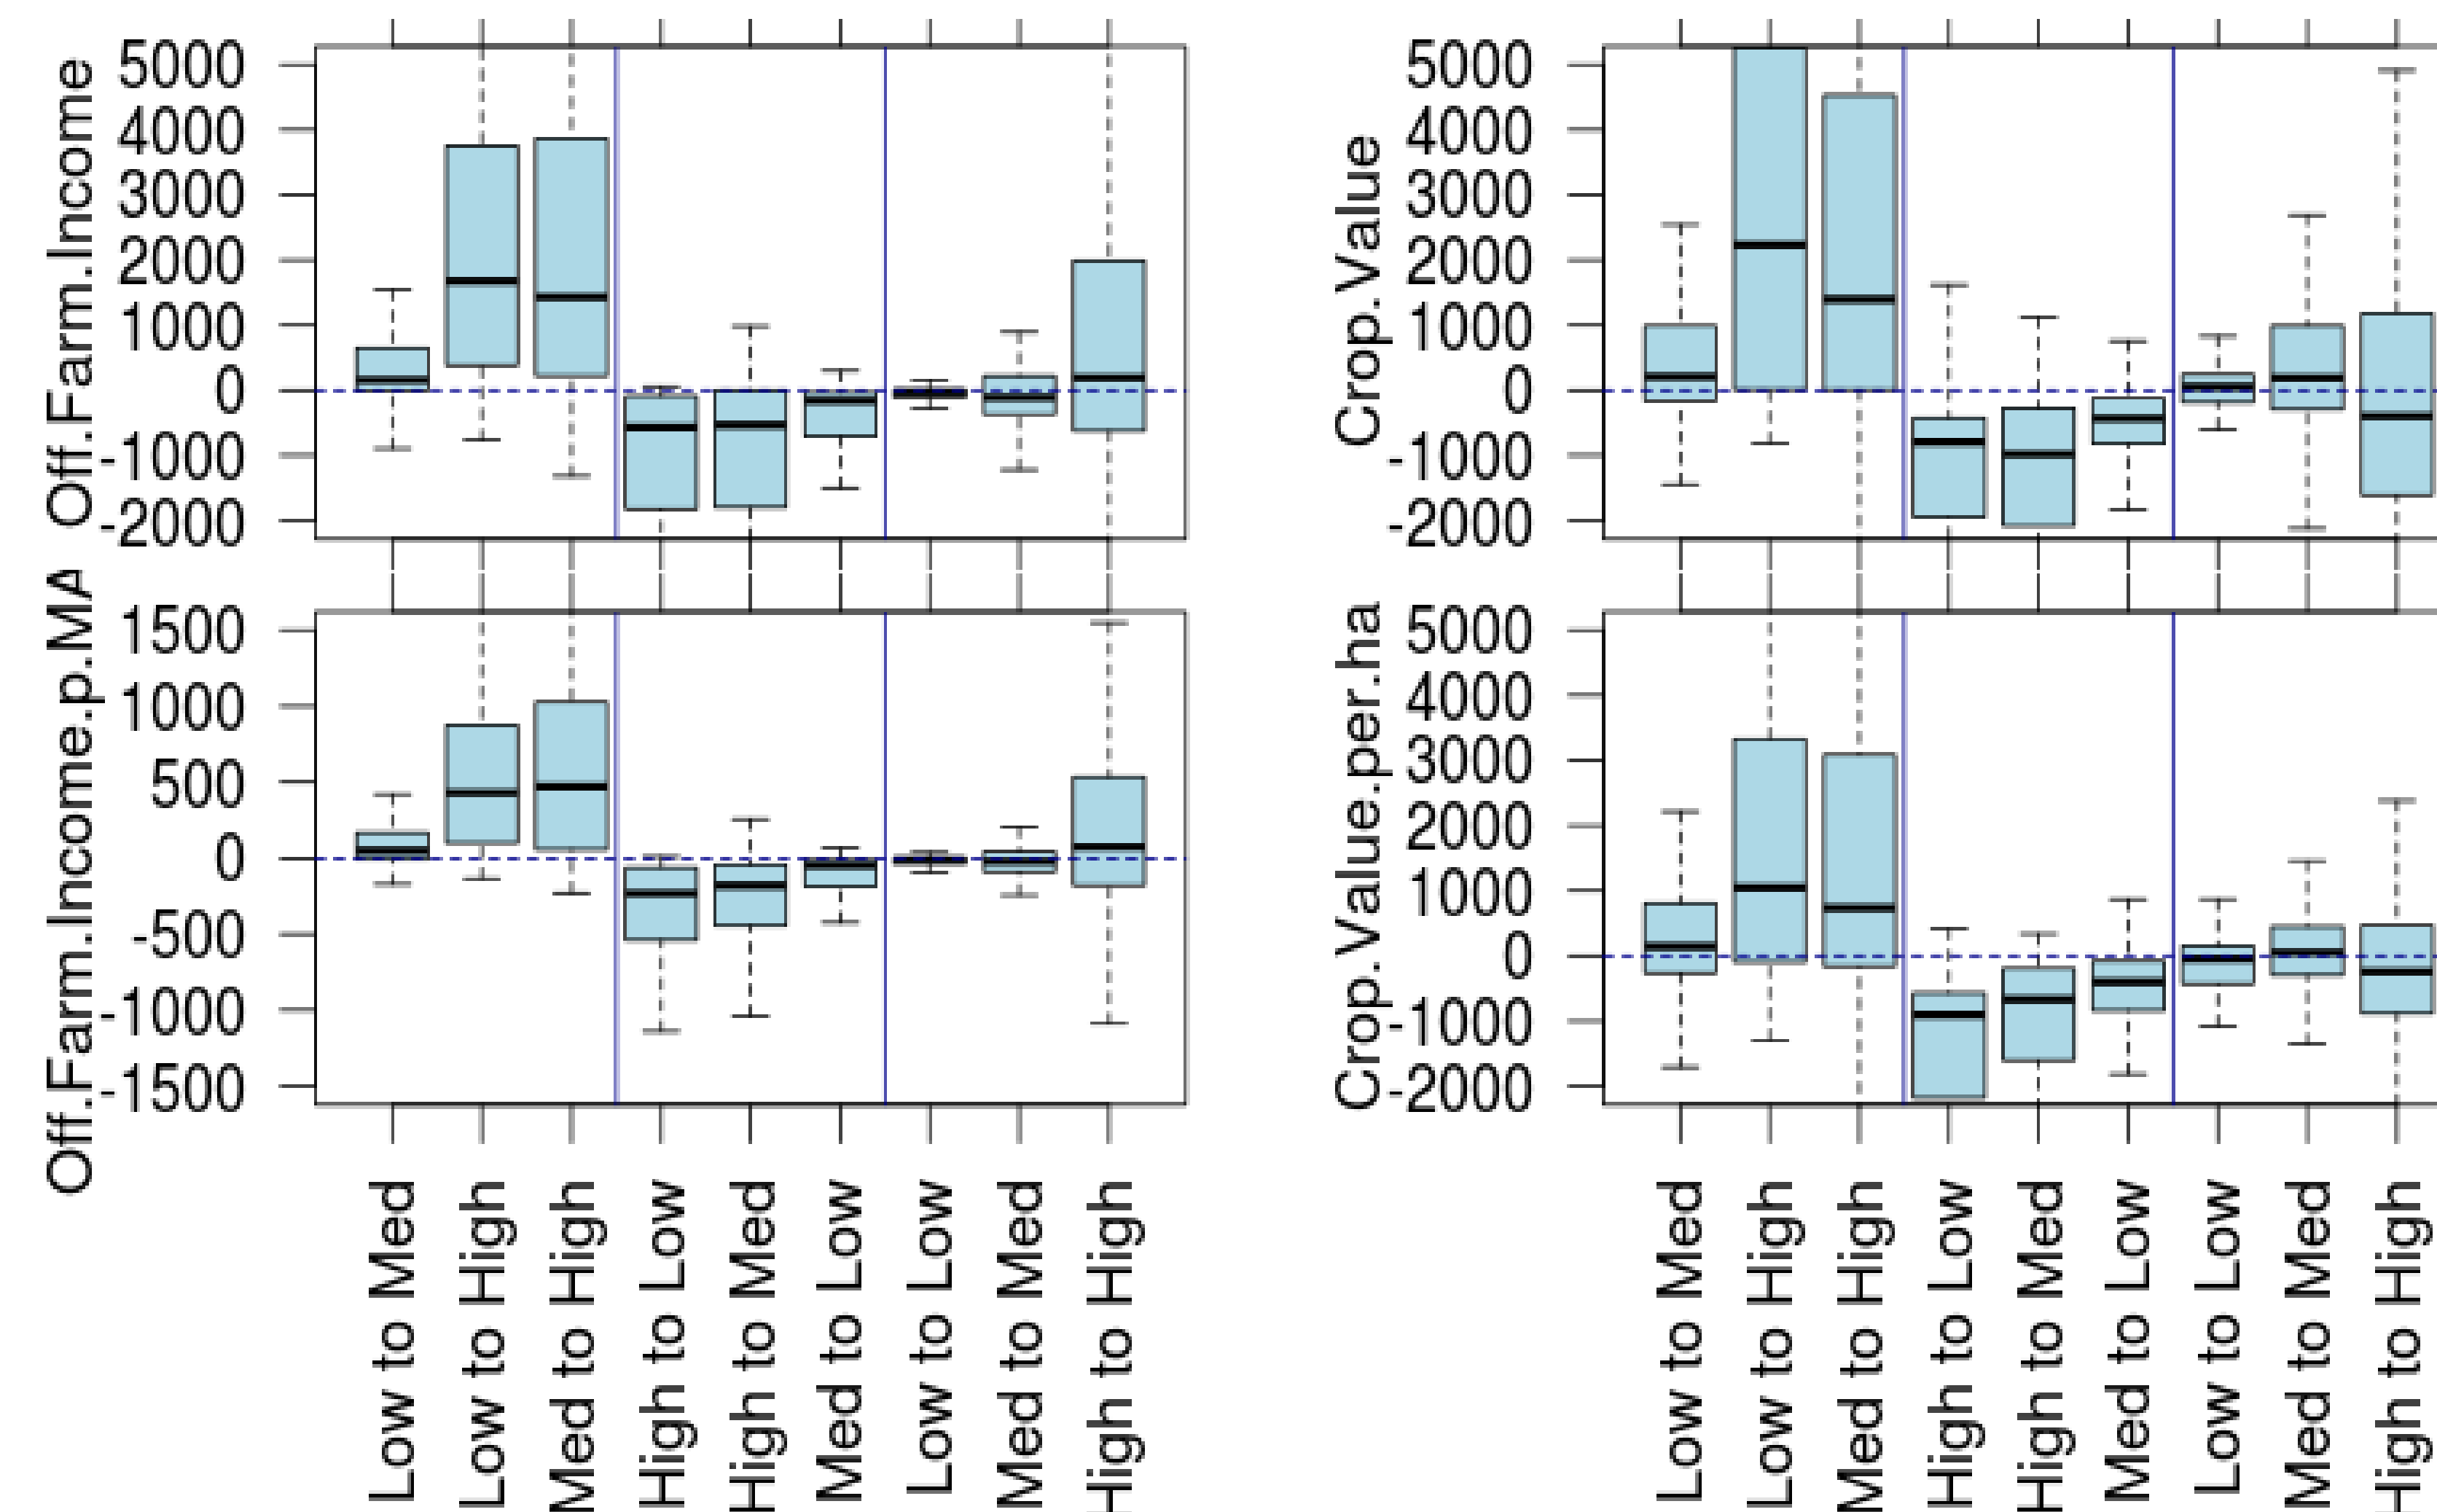 Off.Farm.Income
5000
4000
3000
2000
1000
0
-1000
-2000
Crop.Value
5000
4000
3000
2000
1000
0
-1000
-2000
Off.Farm.Income.p.MA
1500
1000
500
0
-500
-1000
-1500
Crop.Value.per.ha
5000
4000
3000
2000
1000
0
-1000
-2000
Low to Med
Low to High
Med to High
High to Low
High to Med
Med to Low
Low to Low
Med to Med
High to High
Low to Med
Low to High
Med to High
High to Low
High to Med
Med to Low
Low to Low
Med to Med
High to High